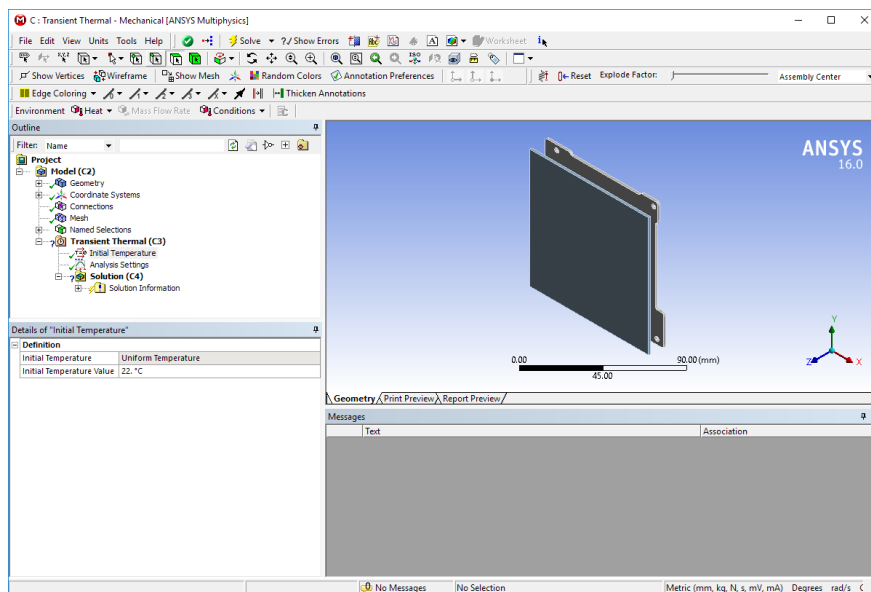 C : Transient Thermal - Mechanical [ANSYS Multiphysics]
File Edit View Units Tools Help Solve ?/ Show Errors Worksheet
Show Vertices Wireframe Show Mesh Random Colors Annotation Preferences Reset Explode Factor: Assembly Center
Edge Coloring Thicken Annotations
Environment Heat Mass Flow Rate Conditions
Outline
Filter: Name
Project
Model (C2)
Geometry
Coordinate Systems
Connections
Mesh
Named Selections
Transient Thermal (C3)
Initial Temperature
Analysis Settings
Solution (C4)
Solution Information
ANSYS
16.0
Y
Z X
0.00 90.00 (mm)
45.00
Details of "Initial Temperature"
Definition
Initial Temperature Uniform Temperature
Initial Temperature Value 22. °C
Geometry Print Preview Report Preview
Messages
Text Association
No Messages No Selection Metric (mm, kg, N, s, mV, mA) Degrees rad/s